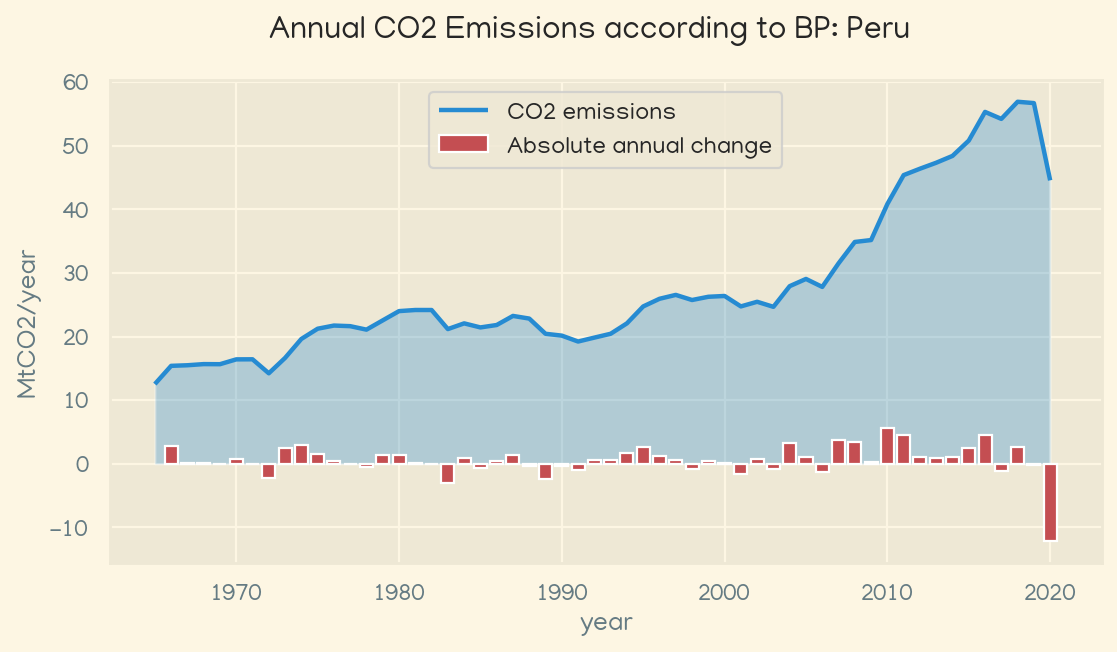 Annual CO2 Emissions according to BP: Peru
CO2 emissions
Absolute annual change
MtCO2/year
60
50
40
30
20
10
0
−10
1970
1980
1990
2000
2010
2020
year